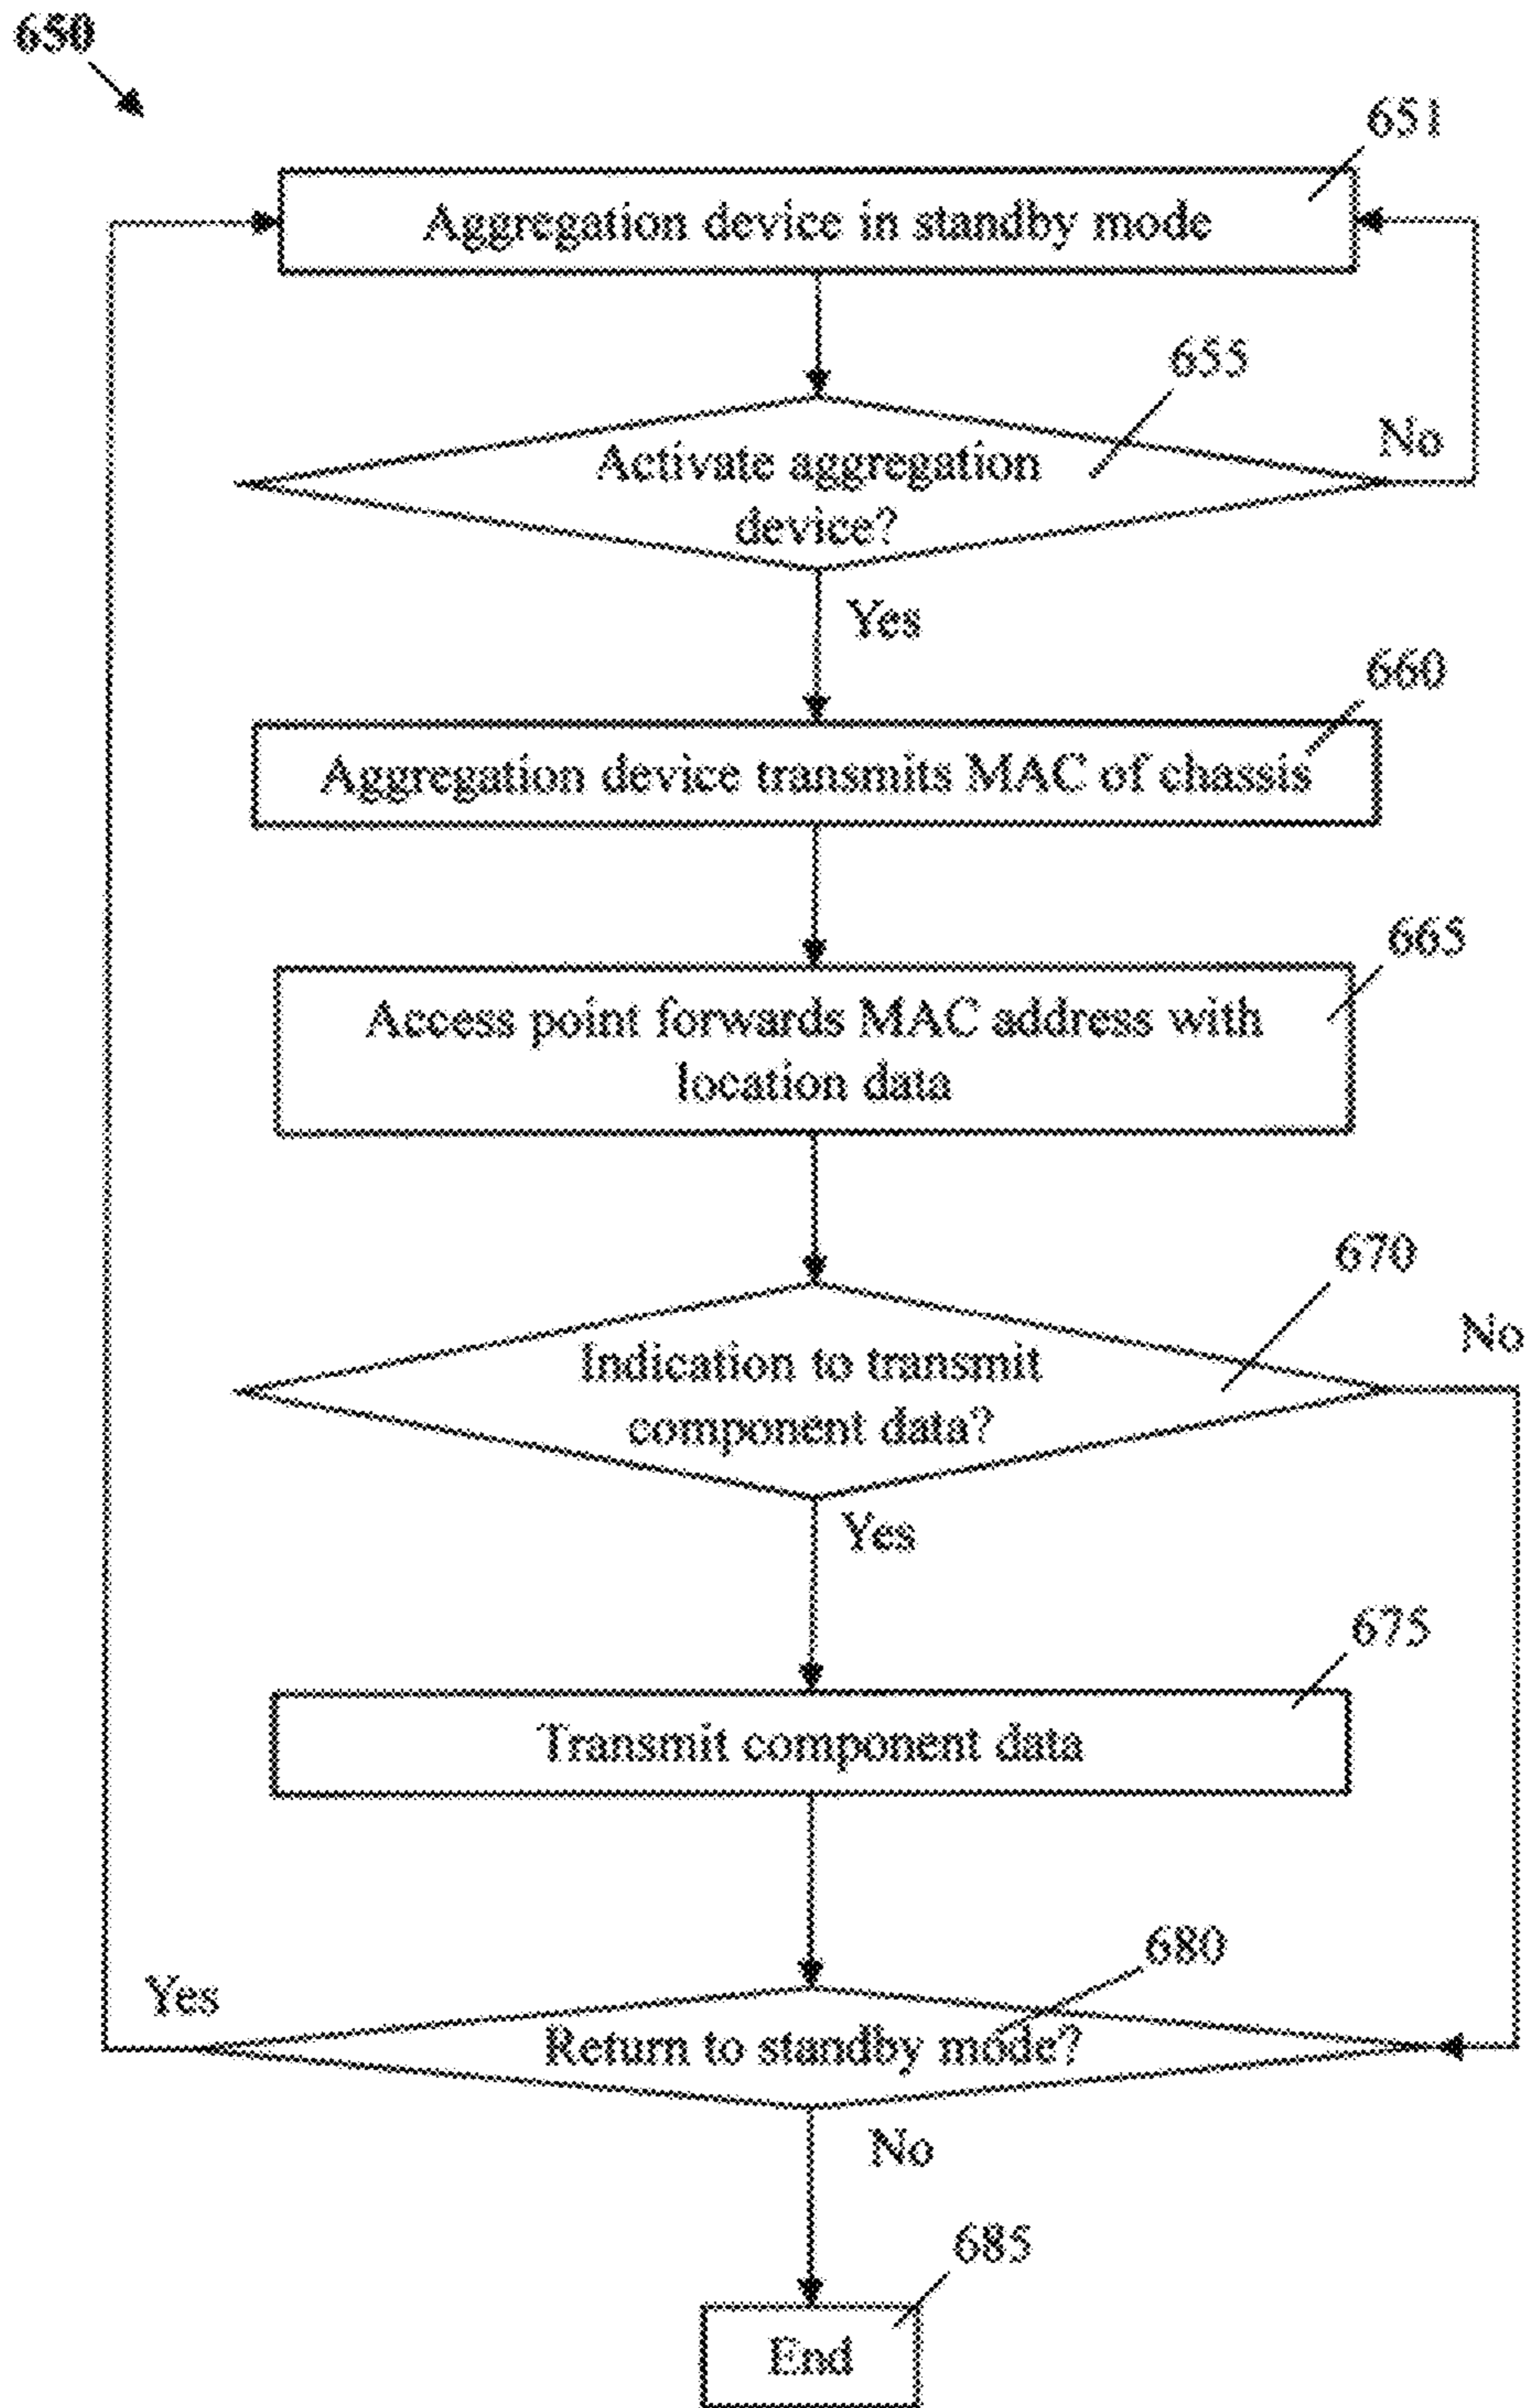 650
651
Aggregation device in standby mode
655
Activate aggregation
device?
No
Yes
660
Aggregation device transmits MAC of chassis
665
Access point forwards MAC address with
location data
670
Indication to transmit
component data?
No
Yes
675
Transmit component data
680
Yes
Return to standby mode?
No
685
End